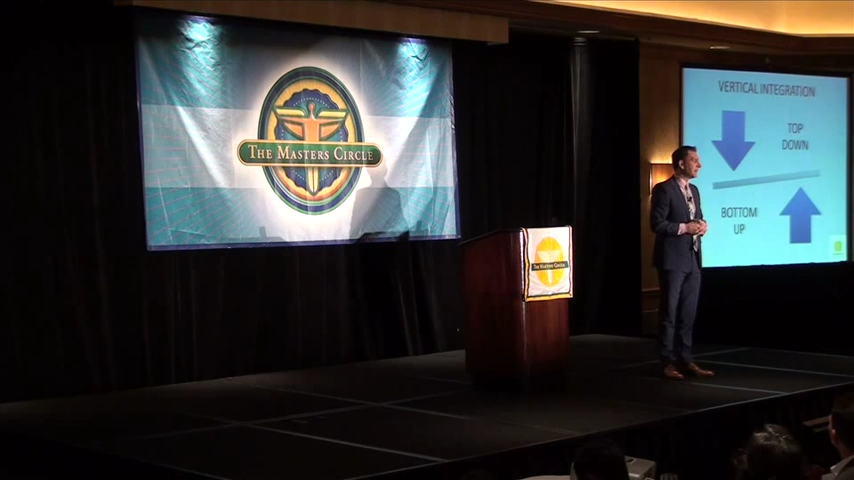 THE MASTERS CIRCLE
THE MASTERS CIRCLE
VERTICAL INTEGRATION
TOP
DOWN
BOTTOM
UP